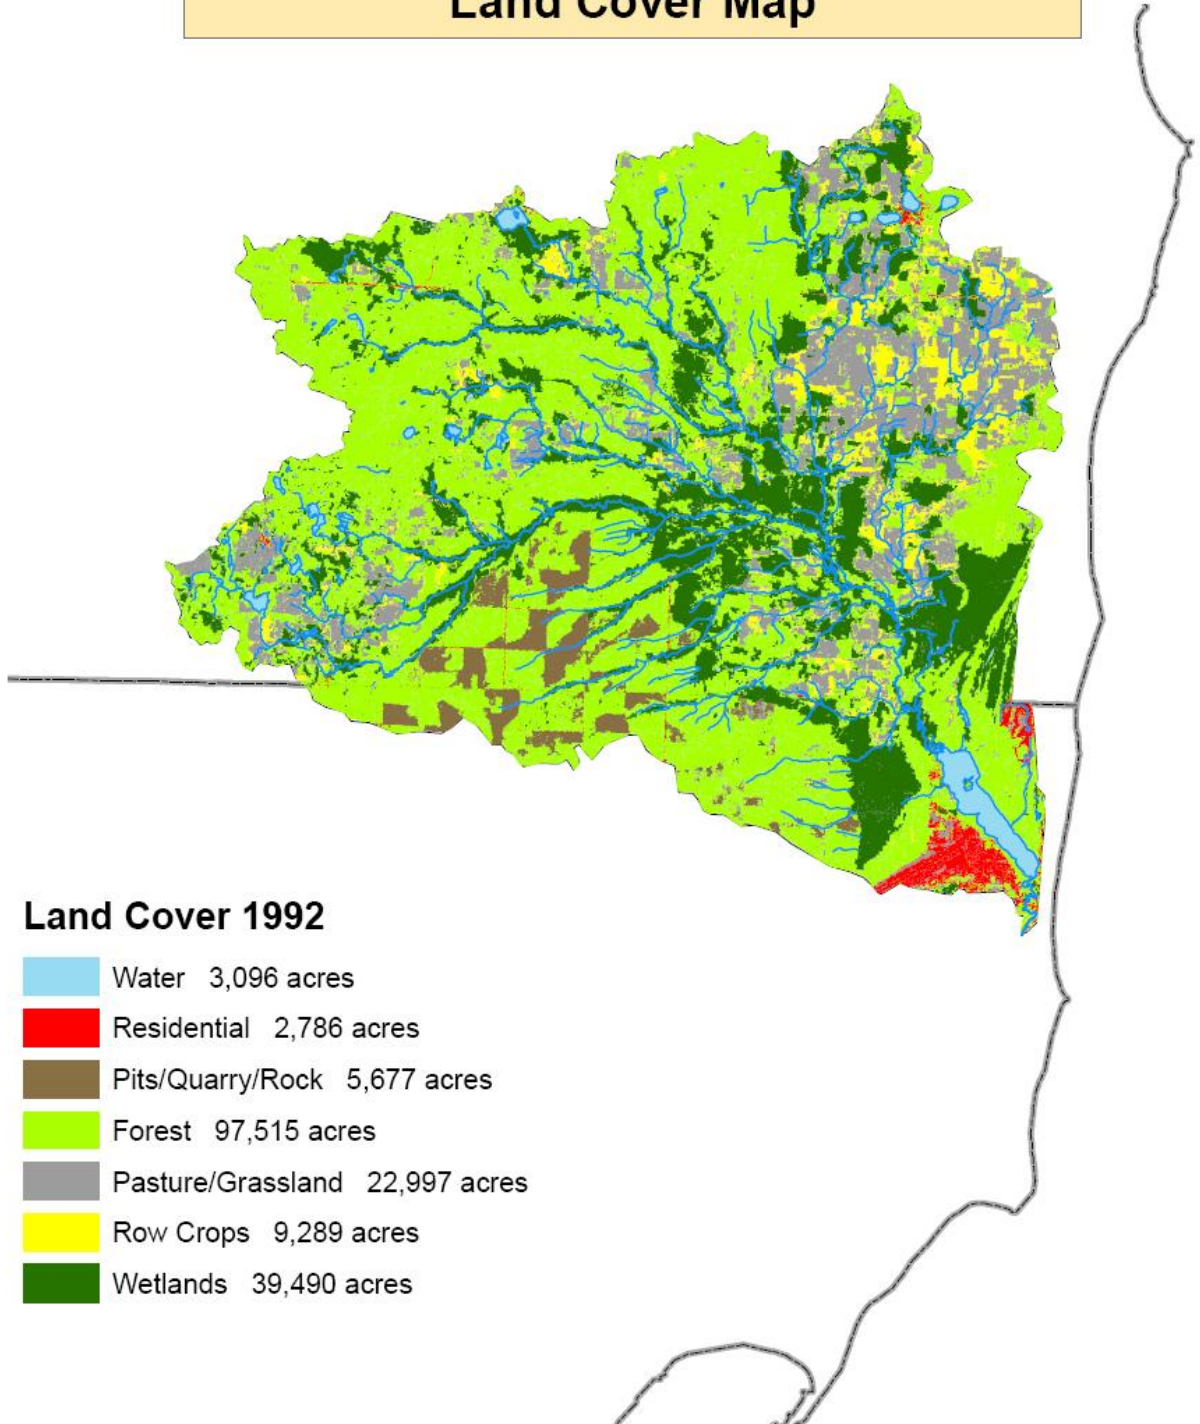 Land Cover Map
Land Cover 1992
Water 3,096 acres
Residential 2,786 acres
Pits/Quarry/Rock 5,677 acres
Forest 97,515 acres
Pasture/Grassland 22,997 acres
Row Crops 9,289 acres
Wetlands 39,490 acres